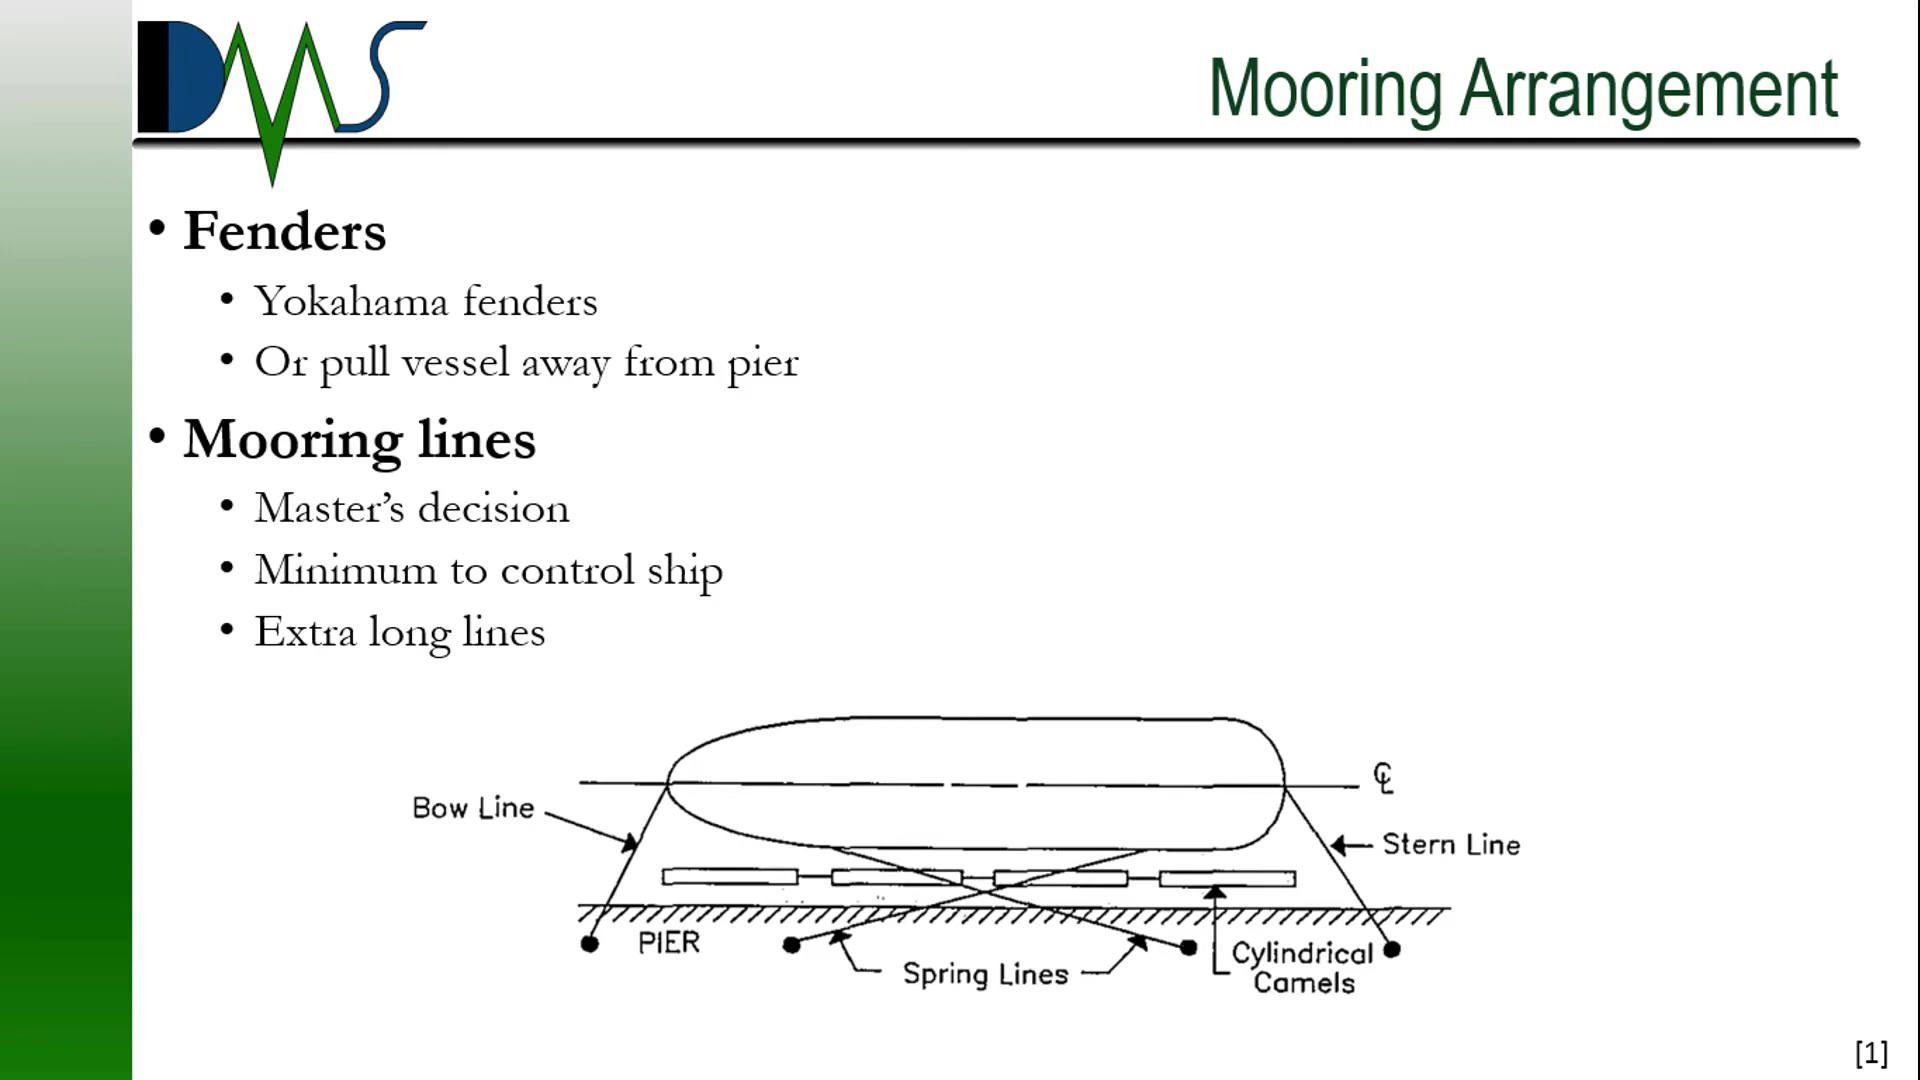 DMS
Mooring Arrangement
• Fenders
• Yokahama fenders
• Or pull vessel away from pier
• Mooring lines
• Master’s decision
• Minimum to control ship
• Extra long lines
℄
Bow Line
Stern Line
PIER
Spring Lines
Cylindrical
Camels
[1]